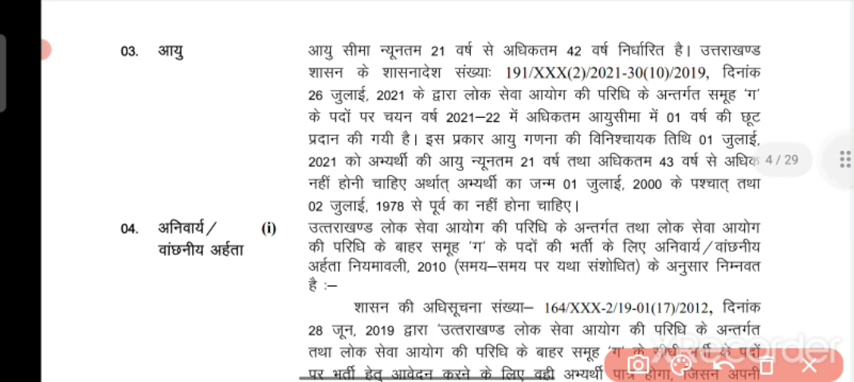 03. आयु आयु सीमा न्यूनतम 21 वर्ष से अधिकतम 42 वर्ष निर्धारित है। उत्तराखण्ड
शासन के शासनादेश संख्याः 191/XXX(2)/2021-30(10)/2019, दिनांक
26 जुलाई, 2021 के द्वारा लोक सेवा आयोग की परिधि के अन्तर्गत समूह 'ग'
के पदों पर चयन वर्ष 2021–22 में अधिकतम आयुसीमा में 01 वर्ष की छूट
प्रदान की गयी है। इस प्रकार आयु गणना की विनिश्चायक तिथि 01 जुलाई,
2021 को अभ्यर्थी की आयु न्यूनतम 21 वर्ष तथा अधिकतम 43 वर्ष से अधिक 4 / 29
नहीं होनी चाहिए अर्थात् अभ्यर्थी का जन्म 01 जुलाई, 2000 के पश्चात् तथा
02 जुलाई, 1978 से पूर्व का नहीं होना चाहिए।
04. अनिवार्य / (i) उत्तराखण्ड लोक सेवा आयोग की परिधि के अन्तर्गत तथा लोक सेवा आयोग
वांछनीय अर्हता की परिधि के बाहर समूह 'ग' के पदों की भर्ती के लिए अनिवार्य / वांछनीय
अर्हता नियमावली, 2010 (समय–समय पर यथा संशोधित) के अनुसार निम्नवत
है :–
शासन की अधिसूचना संख्या– 164/XXX-2/19-01(17)/2012, दिनांक
28 जून, 2019 द्वारा 'उत्तराखण्ड लोक सेवा आयोग की परिधि के अन्तर्गत
तथा लोक सेवा आयोग की परिधि के बाहर समूह 'ग' के सीधी भर्ती के पदों
पर भर्ती हेतु आवेदन करने के लिए वही अभ्यर्थी पात्र होगा, जिसने अपनी
XRecorder